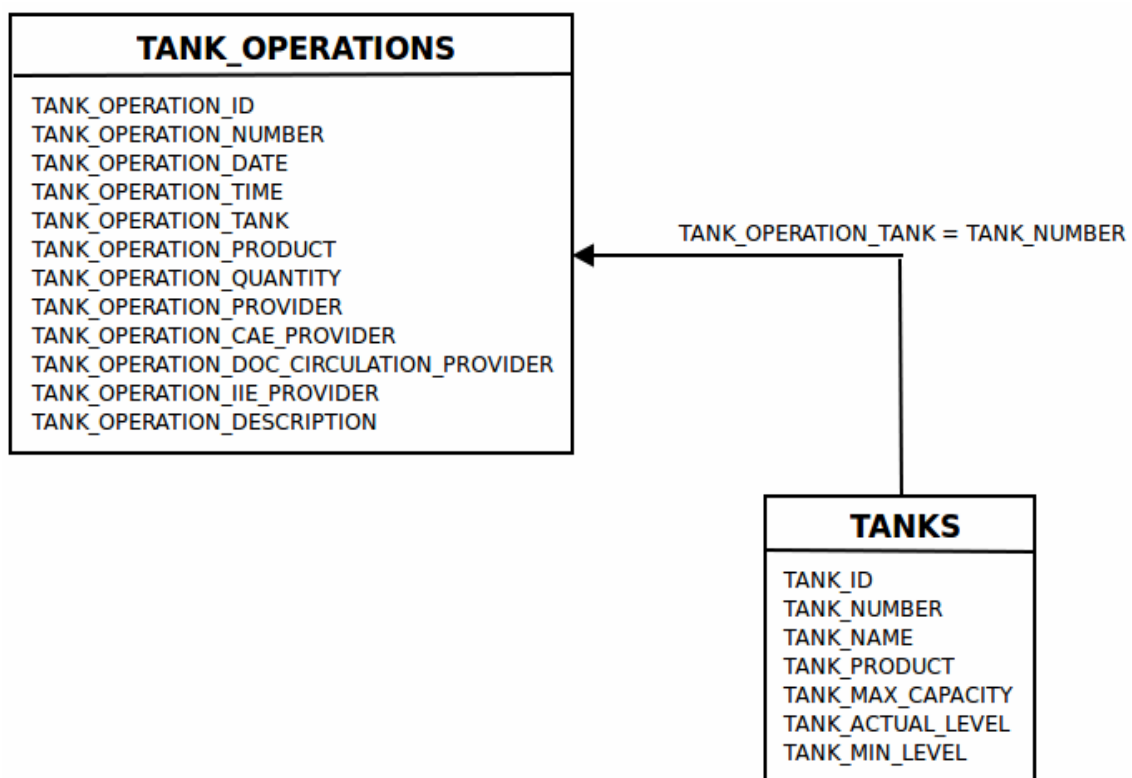 TANK_OPERATIONS
TANK_OPERATION_ID
TANK_OPERATION_NUMBER
TANK_OPERATION_DATE
TANK_OPERATION_TIME
TANK_OPERATION_TANK
TANK_OPERATION_PRODUCT
TANK_OPERATION_QUANTITY
TANK_OPERATION_PROVIDER
TANK_OPERATION_CAE_PROVIDER
TANK_OPERATION_DOC_CIRCULATION_PROVIDER
TANK_OPERATION_IIE_PROVIDER
TANK_OPERATION_DESCRIPTION
TANK_OPERATION_TANK = TANK_NUMBER
TANKS
TANK_ID
TANK_NUMBER
TANK_NAME
TANK_PRODUCT
TANK_MAX_CAPACITY
TANK_ACTUAL_LEVEL
TANK_MIN_LEVEL